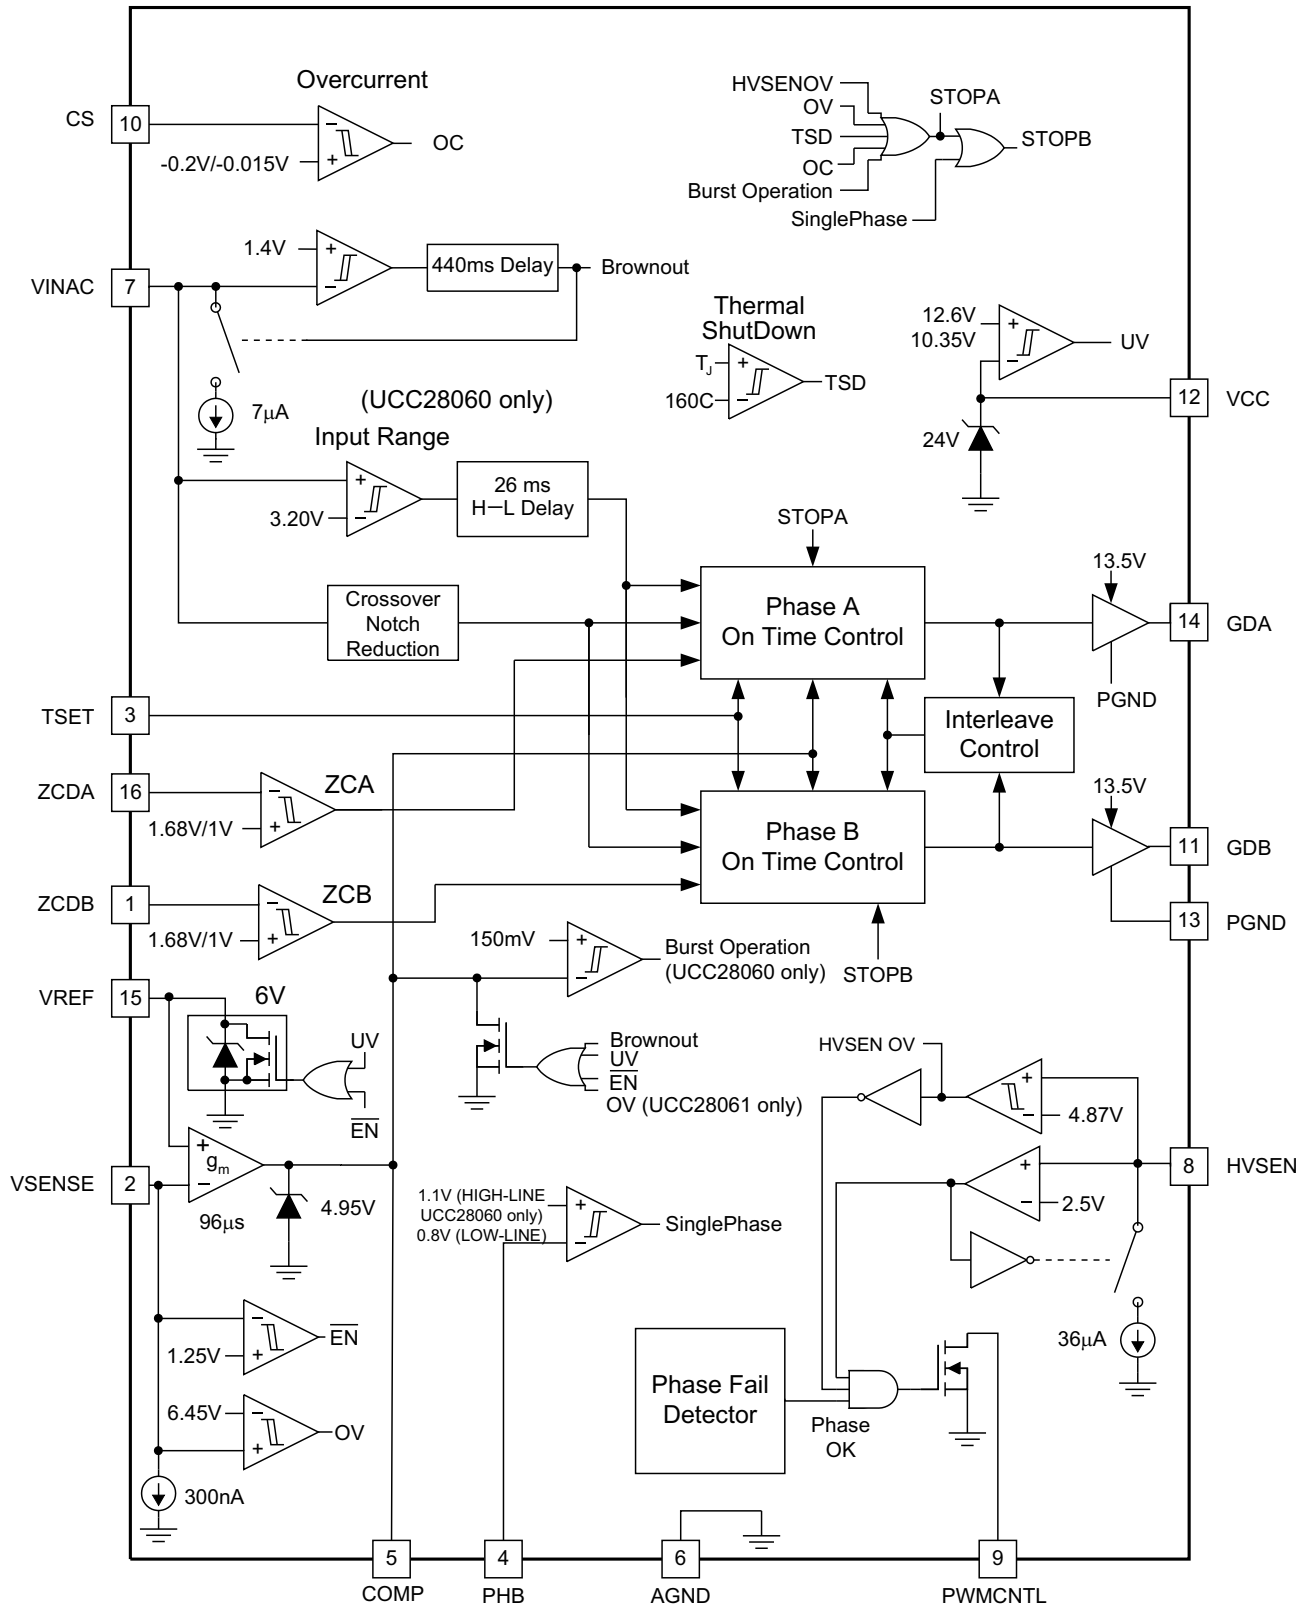 Overcurrent
CS
10
-0.2V/-0.015V
OC
HVSENOV
OV
TSD
OC
Burst Operation
STOPA
STOPB
SinglePhase
1.4V
440ms Delay
Brownout
VINAC
7
7μA
Thermal
ShutDown
TJ
160C
TSD
12.6V
10.35V
UV
12
VCC
24V
(UCC28060 only)
Input Range
3.20V
26 ms
H–L Delay
STOPA
Crossover
Notch
Reduction
Phase A
On Time Control
13.5V
14
GDA
PGND
TSET
3
Interleave
Control
ZCDA
16
ZCA
1.68V/1V
Phase B
On Time Control
13.5V
11
GDB
ZCDB
1
ZCB
1.68V/1V
13
PGND
STOPB
150mV
Burst Operation
(UCC28060 only)
VREF
15
6V
UV
EN
Brownout
UV
EN
OV (UCC28061 only)
HVSEN OV
4.87V
8
HVSEN
2.5V
36μA
VSENSE
2
gm
96μs
4.95V
1.1V (HIGH-LINE
UCC28060 only)
0.8V (LOW-LINE)
SinglePhase
EN
1.25V
6.45V
OV
300nA
Phase Fail
Detector
Phase
OK
5
COMP
4
PHB
6
AGND
9
PWMCNTL